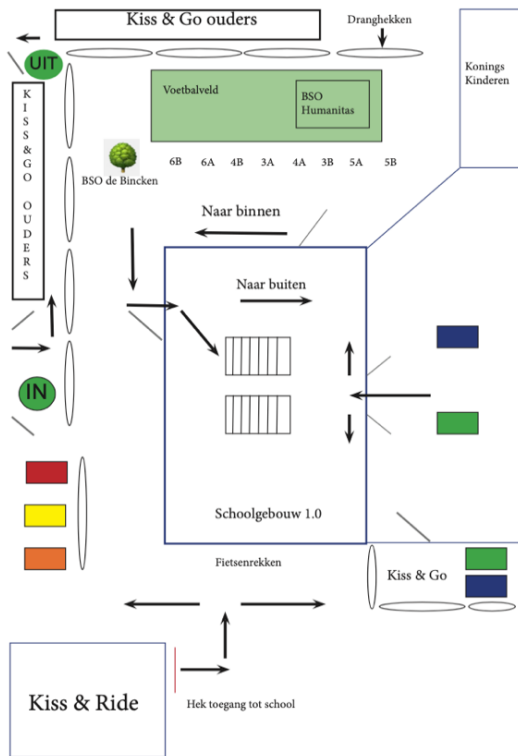 Kiss & Go ouders
Dranghekken
UIT
KISS&GO OUDERS
Voetbalveld
BSO
Humanitas
Konings
Kinderen
6B 6A 4B 3A 4A 3B 5A 5B
BSO de Bincken
Naar binnen
Naar buiten
IN
Schoolgebouw 1.0
Fietsenrekken
Kiss & Go
Kiss & Ride
Hek toegang tot school